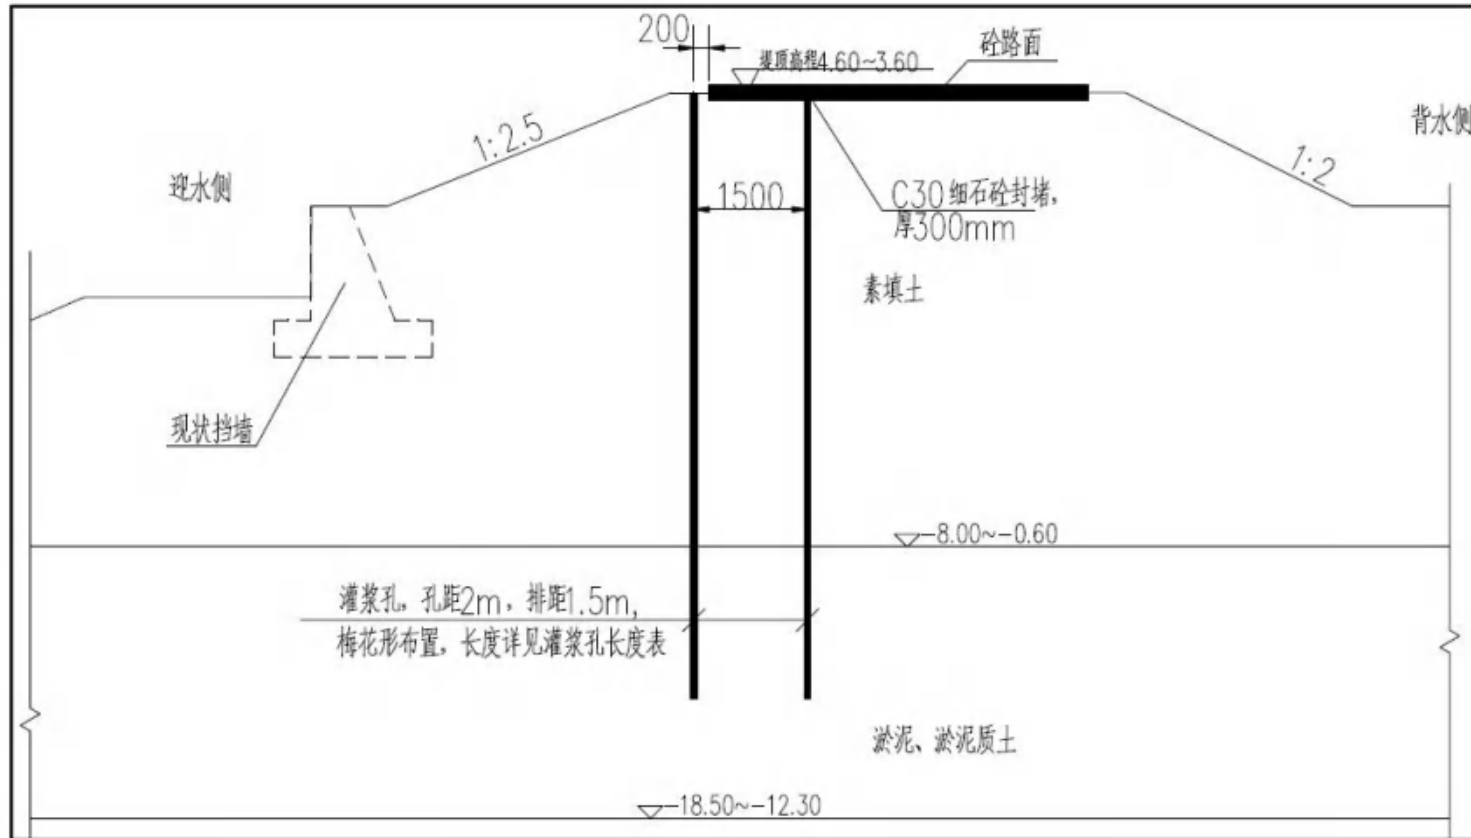 200
堤顶高程4.60~3.60
砼路面
背水侧
1:2.5
1:2
迎水侧
1500
C30细石砼封堵，
厚300mm
素填土
现状挡墙
-8.00~-0.60
灌浆孔，孔距2m，排距1.5m，
梅花形布置，长度详见灌浆孔长度表
淤泥、淤泥质土
-18.50~-12.30